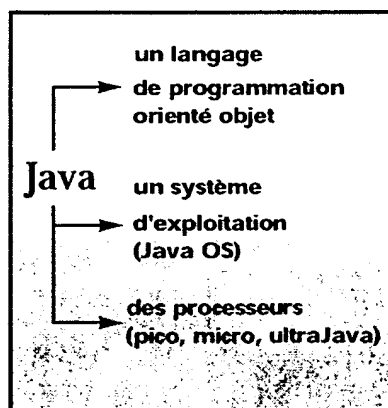 un langage
de programmation
orienté objet
Java
un système
d'exploitation
(Java OS)
des processeurs
(pico, micro, ultraJava)